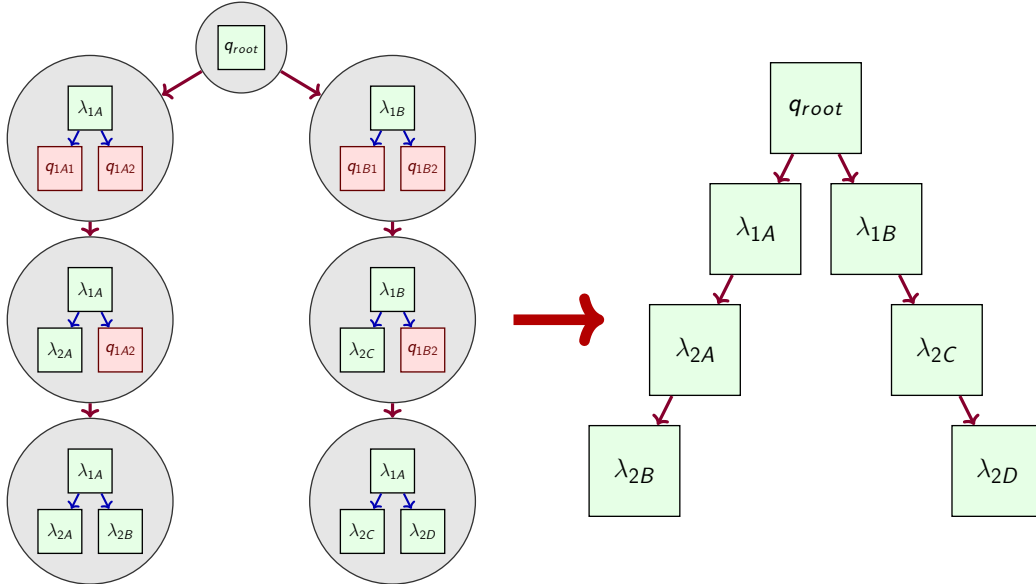 q_root
q_root
λ_1A λ_1B
q_1A1 q_1A2 q_1B1 q_1B2
λ_1A λ_1B
λ_1A λ_1B
λ_2A q_1A2 λ_2C q_1B2
λ_2A λ_2C
λ_1A λ_1A
λ_2B λ_2D
λ_2A λ_2B λ_2C λ_2D